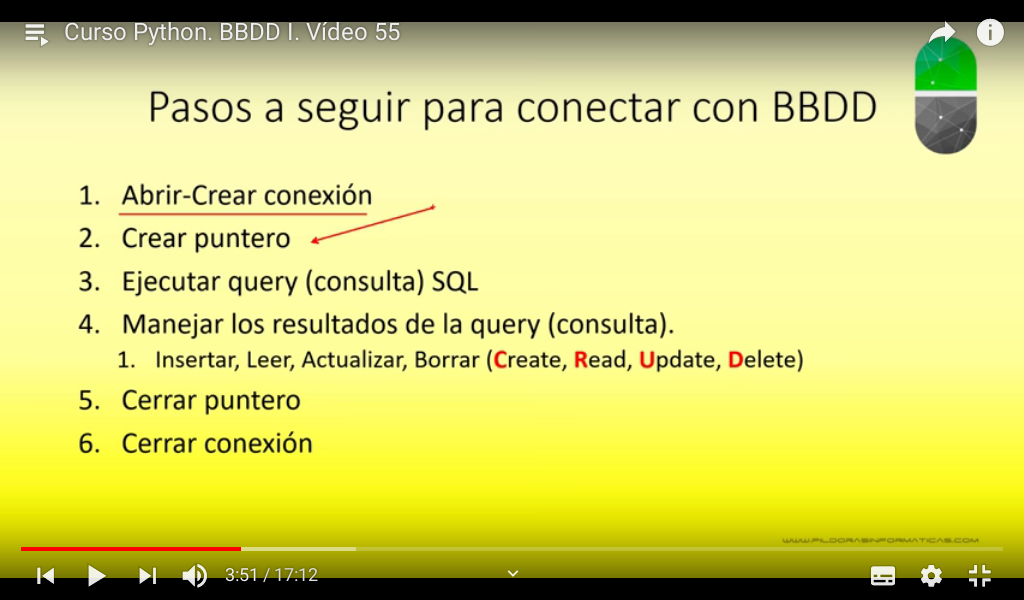 Curso Python. BBDD I. Vídeo 55
Pasos a seguir para conectar con BBDD
1. Abrir-Crear conexión
2. Crear puntero
3. Ejecutar query (consulta) SQL
4. Manejar los resultados de la query (consulta).
1. Insertar, Leer, Actualizar, Borrar (Create, Read, Update, Delete)
5. Cerrar puntero
6. Cerrar conexión
WWW.PILDORASINFORMATICAS.COM
3:51 / 17:12